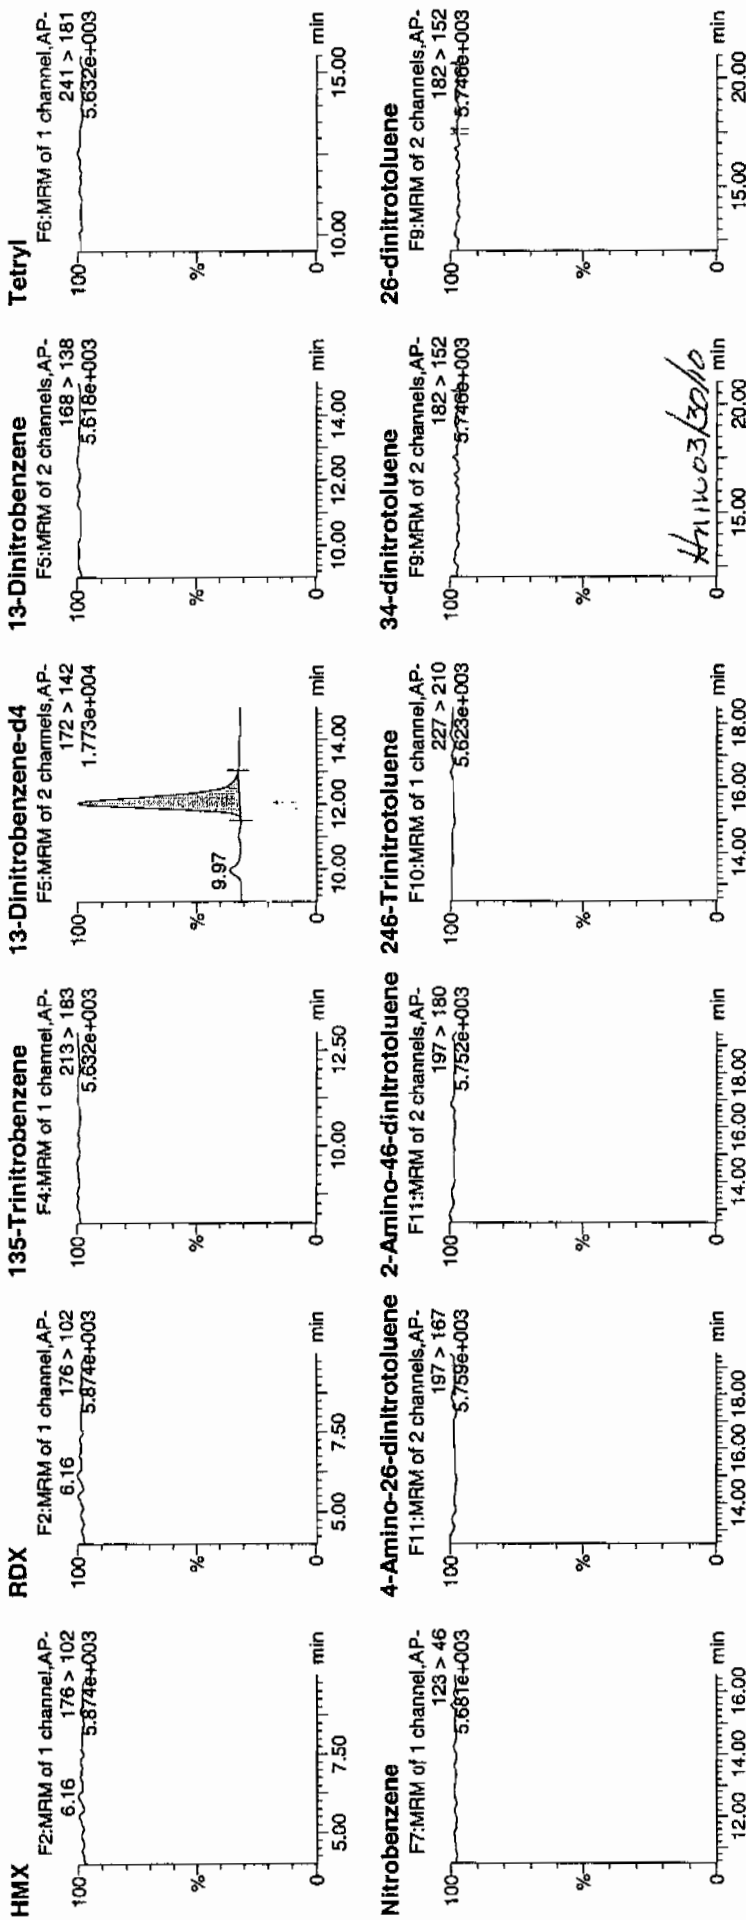 HMX
F2:MRM of 1 channel,AP-
176 > 102
5.874e+003
6.16
100
%
0
5.00 7.50 min
RDX
F2:MRM of 1 channel,AP-
176 > 102
5.874e+003
6.16
100
%
0
5.00 7.50 min
135-Trinitrobenzene
F4:MRM of 1 channel,AP-
213 > 183
5.632e+003
100
%
0
10.00 12.50 min
13-Dinitrobenzene-d4
F5:MRM of 2 channels,AP-
172 > 142
1.773e+004
9.97
100
%
0
10.00 12.00 14.00 min
13-Dinitrobenzene
F5:MRM of 2 channels,AP-
168 > 138
5.618e+003
100
%
0
10.00 12.00 14.00 min
Tetryl
F6:MRM of 1 channel,AP-
241 > 181
5.632e+003
100
%
0
10.00 15.00 min
Nitrobenzene
F7:MRM of 1 channel,AP-
123 > 46
5.681e+003
100
%
0
12.00 14.00 16.00 min
4-Amino-26-dinitrotoluene
F11:MRM of 2 channels,AP-
197 > 167
5.759e+003
100
%
0
14.00 16.00 18.00 min
2-Amino-46-dinitrotoluene
F11:MRM of 2 channels,AP-
197 > 180
5.752e+003
100
%
0
14.00 16.00 18.00 min
246-Trinitrotoluene
F10:MRM of 1 channel,AP-
227 > 210
5.623e+003
100
%
0
14.00 16.00 18.00 min
34-dinitrotoluene
F9:MRM of 2 channels,AP-
182 > 152
5.746e+003
100
%
0
15.00 20.00 min
03/30/10
26-dinitrotoluene
F9:MRM of 2 channels,AP-
182 > 152
5.746e+003
100
%
0
15.00 20.00 min